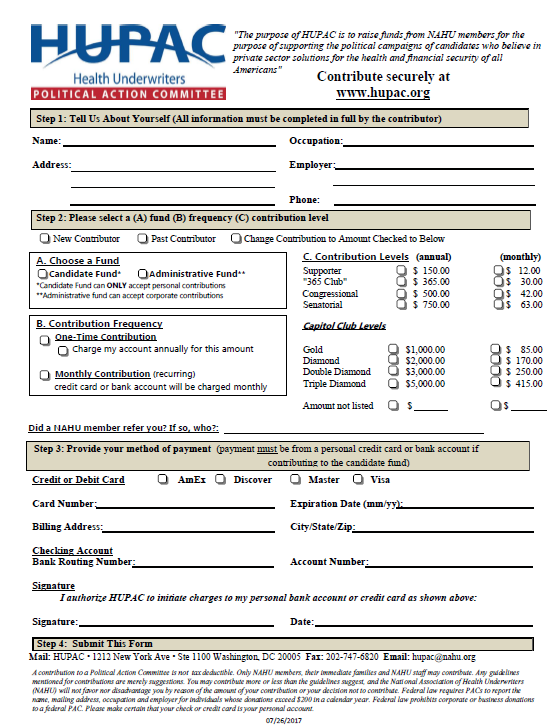 HUPAC
Health Underwriters
POLITICAL ACTION COMMITTEE
"The purpose of HUPAC is to raise funds from NAHU members for the
purpose of supporting the political campaigns of candidates who believe in
private sector solutions for the health and financial security of all
Americans"
Contribute securely at
www.hupac.org
Step 1: Tell Us About Yourself (All information must be completed in full by the contributor)
Name: Occupation:
Address: Employer:
Phone:
Step 2: Please select a (A) fund (B) frequency (C) contribution level
New Contributor Past Contributor Change Contribution to Amount Checked to Below
A. Choose a Fund
Candidate Fund* Administrative Fund**
*Candidate Fund can ONLY accept personal contributions
**Administrative fund can accept corporate contributions
B. Contribution Frequency
One-Time Contribution
Charge my account annually for this amount
Monthly Contribution (recurring)
credit card or bank account will be charged monthly
C. Contribution Levels (annual) (monthly)
Supporter $ 150.00 $ 12.00
"365 Club" $ 365.00 $ 30.00
Congressional $ 500.00 $ 42.00
Senatorial $ 750.00 $ 63.00
Capitol Club Levels
Gold $1,000.00 $ 85.00
Diamond $2,000.00 $ 170.00
Double Diamond $3,000.00 $ 250.00
Triple Diamond $5,000.00 $ 415.00
Amount not listed $ $
Did a NAHU member refer you? If so, who?:
Step 3: Provide your method of payment (payment must be from a personal credit card or bank account if
contributing to the candidate fund)
Credit or Debit Card AmEx Discover Master Visa
Card Number: Expiration Date (mm/yy):
Billing Address: City/State/Zip:
Checking Account
Bank Routing Number: Account Number:
Signature
I authorize HUPAC to initiate charges to my personal bank account or credit card as shown above:
Signature: Date:
Step 4: Submit This Form
Mail: HUPAC • 1212 New York Ave • Ste 1100 Washington, DC 20005 Fax: 202-747-6820 Email: hupac@nahu.org
A contribution to a Political Action Committee is not tax deductible. Only NAHU members, their immediate families and NAHU staff may contribute. Any guidelines
mentioned for contributions are merely suggestions. You may contribute more or less than the guidelines suggest, and the National Association of Health Underwriters
(NAHU) will not favor nor disadvantage you by reason of the amount of your contribution or your decision not to contribute. Federal law requires PACs to report the
name, mailing address, occupation and employer for individuals whose donations exceed $200 in a calendar year. Federal law prohibits corporate or business donations
to a federal PAC. Please make certain that your check or credit card is your personal account.
07/26/2017